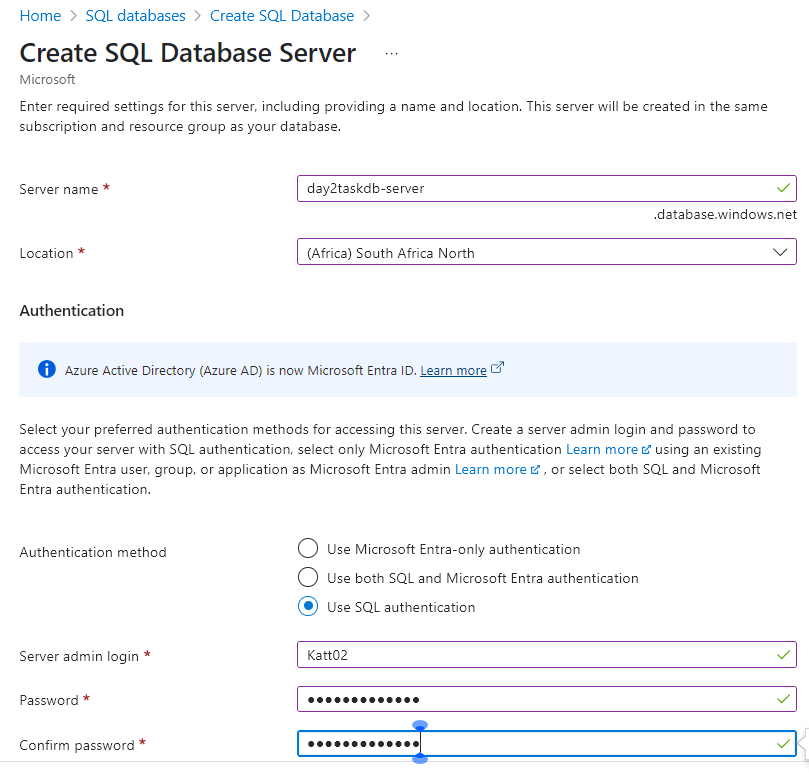 Home > SQL databases > Create SQL Database >
Create SQL Database Server ...
Microsoft
Enter required settings for this server, including providing a name and location. This server will be created in the same
subscription and resource group as your database.
Server name *
day2taskdb-server
.database.windows.net
Location *
(Africa) South Africa North
Authentication
Azure Active Directory (Azure AD) is now Microsoft Entra ID. Learn more
Select your preferred authentication methods for accessing this server. Create a server admin login and password to
access your server with SQL authentication, select only Microsoft Entra authentication Learn more using an existing
Microsoft Entra user, group, or application as Microsoft Entra admin Learn more , or select both SQL and Microsoft
Entra authentication.
Authentication method
Use Microsoft Entra-only authentication
Use both SQL and Microsoft Entra authentication
Use SQL authentication
Server admin login *
Katt02
Password *
•••••••••••••
Confirm password *
•••••••••••••